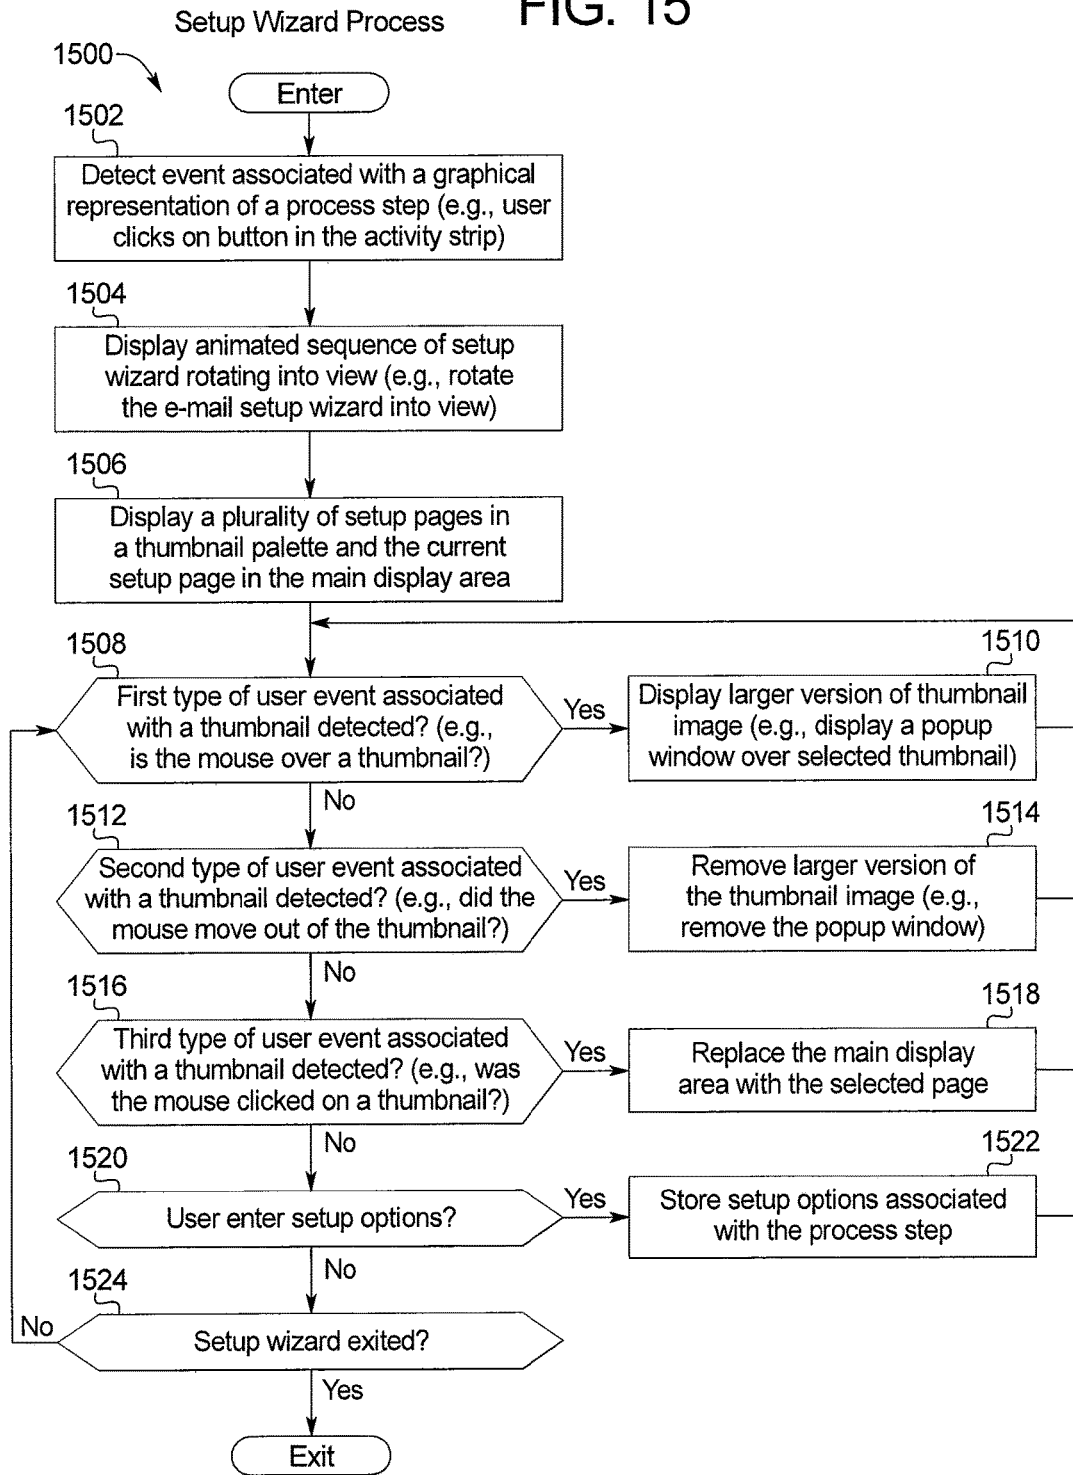 FIG. 15
Setup Wizard Process
1500
Enter
1502
Detect event associated with a graphical
representation of a process step (e.g., user
clicks on button in the activity strip)
1504
Display animated sequence of setup
wizard rotating into view (e.g., rotate
the e-mail setup wizard into view)
1506
Display a plurality of setup pages in
a thumbnail palette and the current
setup page in the main display area
1508
First type of user event associated
with a thumbnail detected? (e.g.,
is the mouse over a thumbnail?)
Yes
1510
Display larger version of thumbnail
image (e.g., display a popup
window over selected thumbnail)
No
1512
Second type of user event associated
with a thumbnail detected? (e.g., did the
mouse move out of the thumbnail?)
Yes
1514
Remove larger version of
the thumbnail image (e.g.,
remove the popup window)
No
1516
Third type of user event associated
with a thumbnail detected? (e.g., was
the mouse clicked on a thumbnail?)
Yes
1518
Replace the main display
area with the selected page
No
1520
User enter setup options?
Yes
1522
Store setup options associated
with the process step
No
1524
Setup wizard exited?
No
Yes
Exit